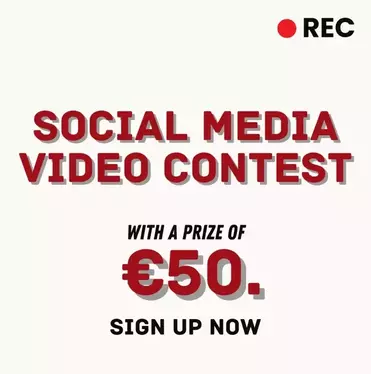 REC
SOCIAL MEDIA
VIDEO CONTEST
WITH A PRIZE OF
€50.
SIGN UP NOW